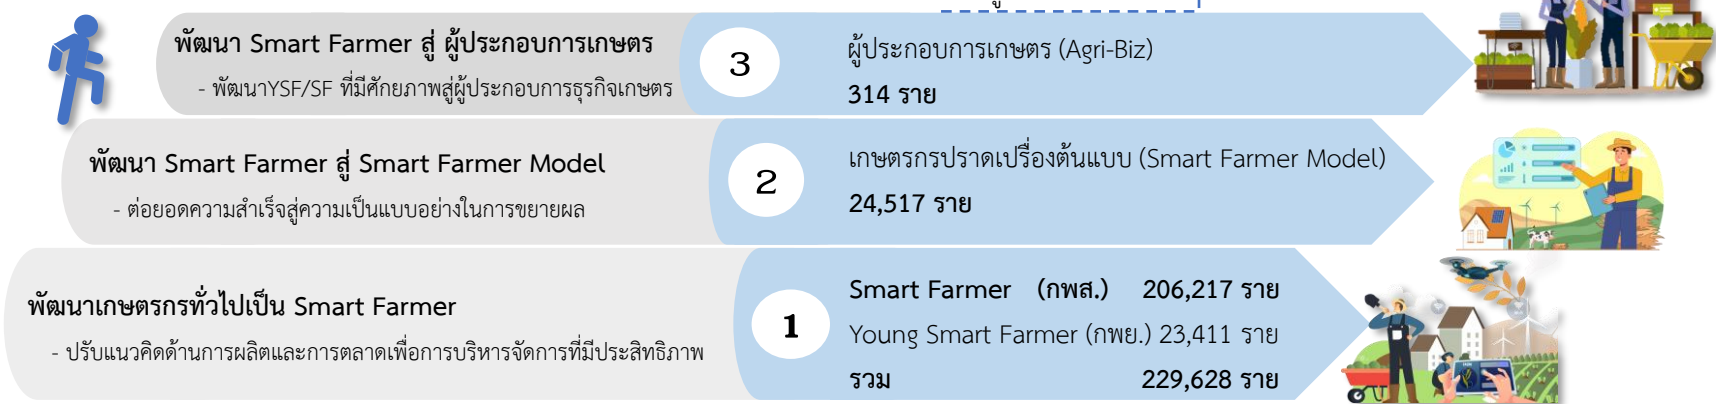 พัฒนา Smart Farmer สู่ ผู้ประกอบการเกษตร
- พัฒนาYSF/SF ที่มีศักยภาพสู่ผู้ประกอบการธุรกิจเกษตร
3
ผู้ประกอบการเกษตร (Agri-Biz)
314 ราย
พัฒนา Smart Farmer สู่ Smart Farmer Model
- ต่อยอดความสำเร็จสู่ความเป็นแบบอย่างในการขยายผล
2
เกษตรกรปราดเปรื่องต้นแบบ (Smart Farmer Model)
24,517 ราย
พัฒนาเกษตรกรทั่วไปเป็น Smart Farmer
- ปรับแนวคิดด้านการผลิตและการตลาดเพื่อการบริหารจัดการที่มีประสิทธิภาพ
1
Smart Farmer (กพส.) 206,217 ราย
Young Smart Farmer (กพย.) 23,411 ราย
รวม 229,628 ราย